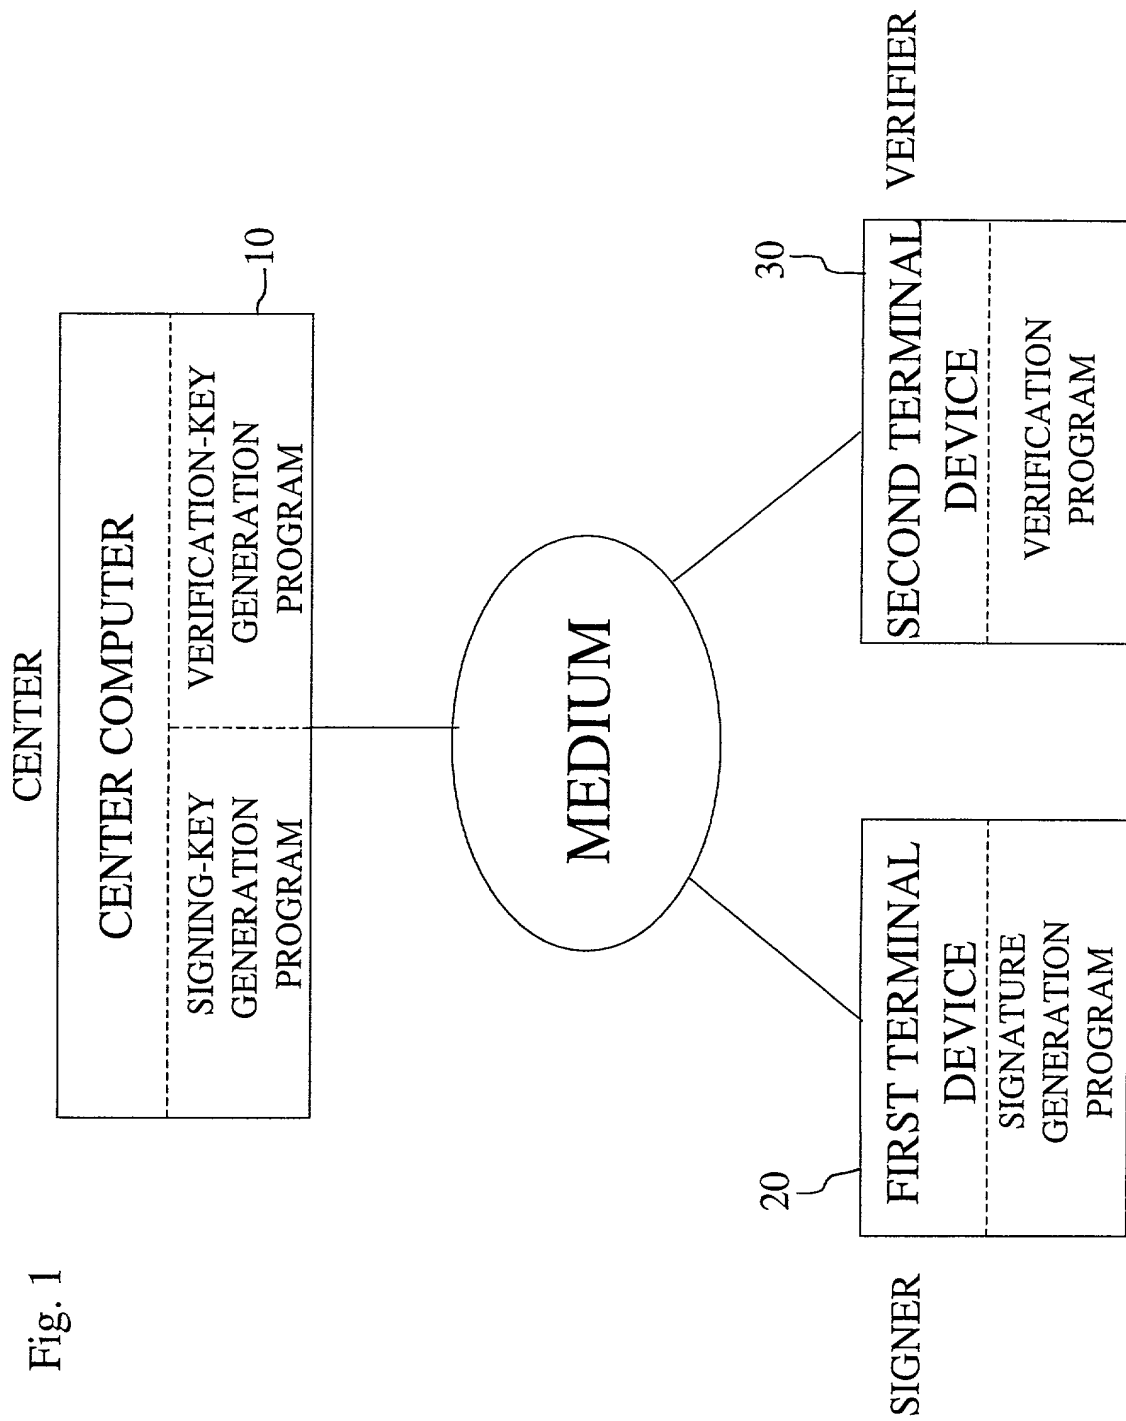 Fig. 1
CENTER
CENTER COMPUTER
SIGNING-KEY
GENERATION
PROGRAM
VERIFICATION-KEY
GENERATION
PROGRAM
10
MEDIUM
20
SIGNER
FIRST TERMINAL
DEVICE
SIGNATURE
GENERATION
PROGRAM
30
VERIFIER
SECOND TERMINAL
DEVICE
VERIFICATION
PROGRAM